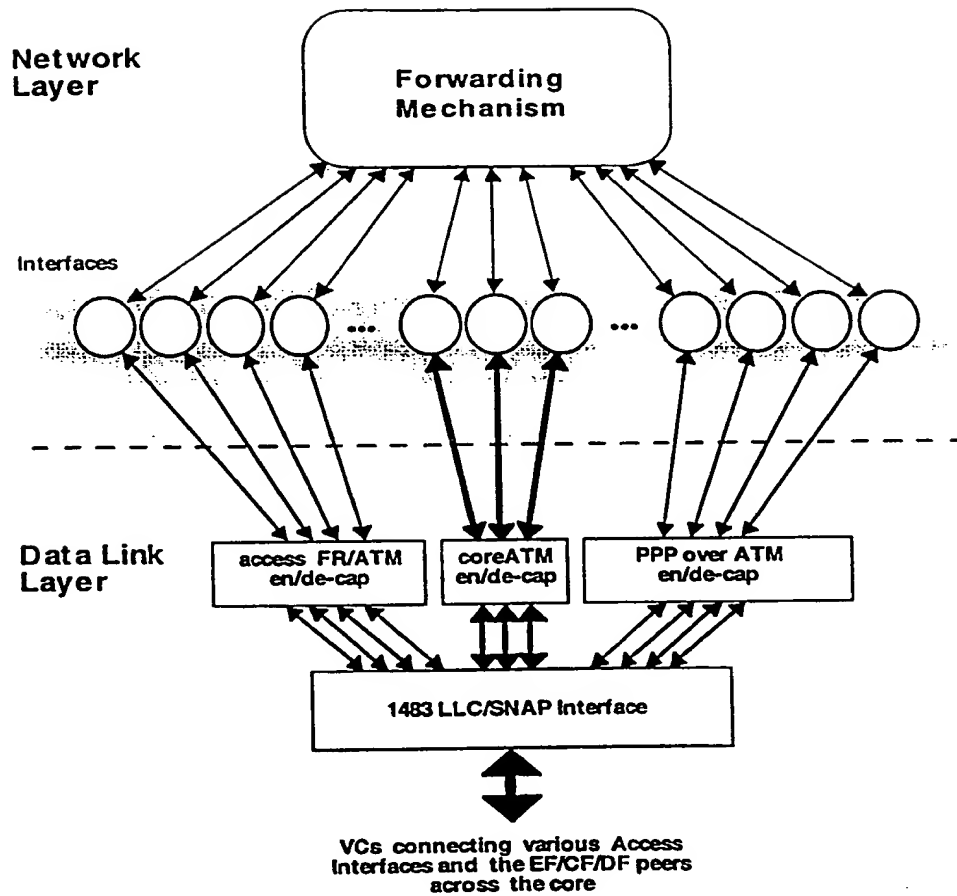 Network
Layer
Forwarding
Mechanism
Interfaces
...
...
Data Link
Layer
access FR/ATM
en/de-cap
coreATM
en/de-cap
PPP over ATM
en/de-cap
1483 LLC/SNAP Interface
VCs connecting various Access
Interfaces and the EF/CF/DF peers
across the core